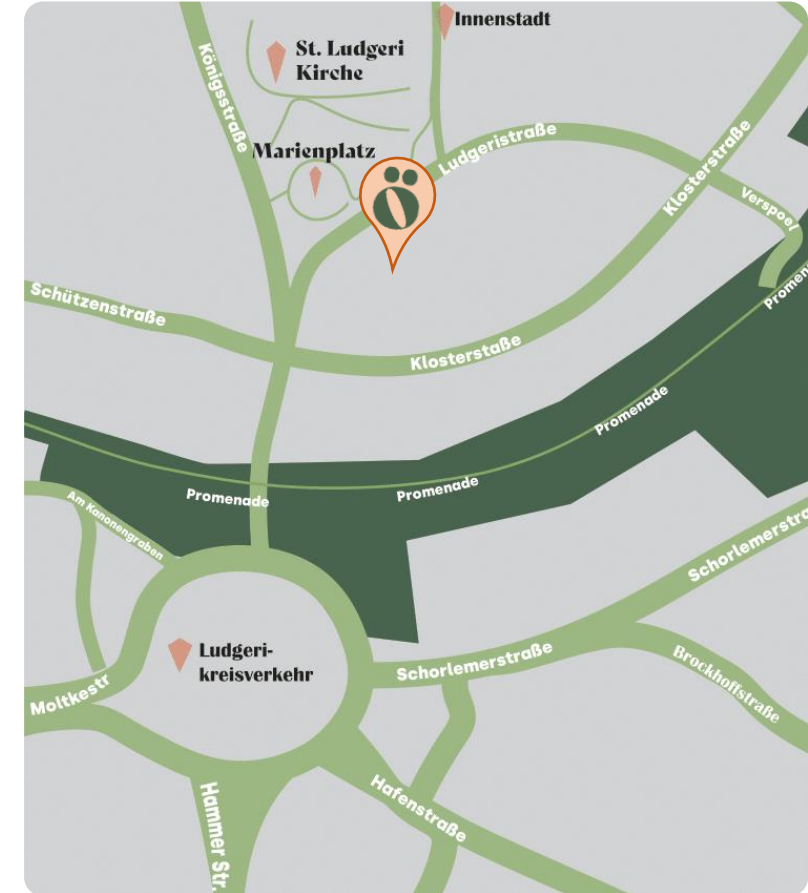 Innenstadt
St. Ludgeri
Kirche
Königsstraße
Marienplatz
Ludgeristraße
Klosterstraße
Verspoel
Schützenstraße
Klosterstaße
Promen
Promenade
Promenade
Promenade
Am Kanonengraben
Schorlemerstra
Ludgeri-
kreisverkehr
Schorlemerstraße
Brockhoffstraße
Moltkestr
Hammer Str.
Hafenstraße